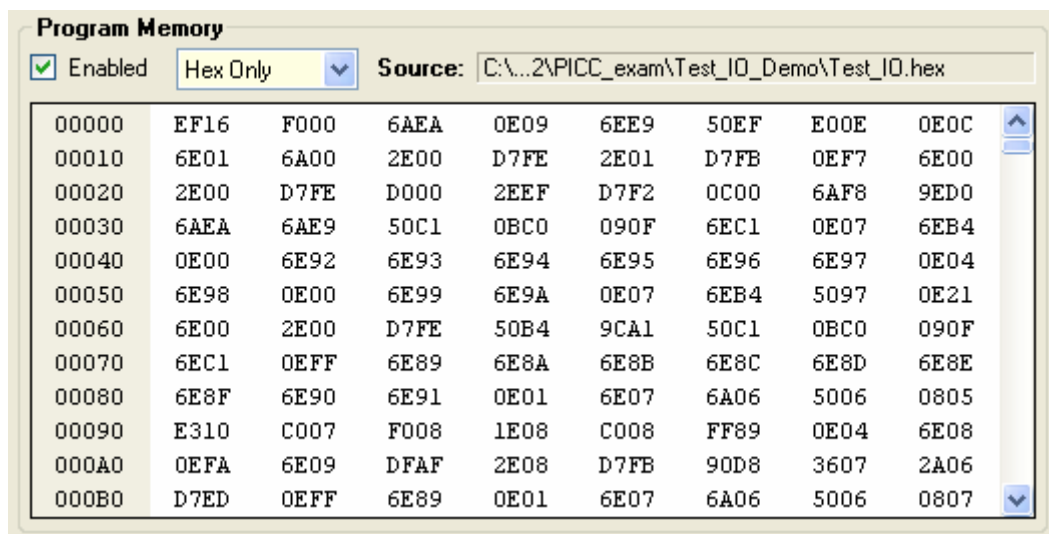 Program Memory
Enabled Hex Only Source: C:\...2\PICC_exam\Test_IO_Demo\Test_IO.hex
00000 EF16 F000 6AEA 0E09 6EE9 50EF E00E 0E0C
00010 6E01 6A00 2E00 D7FE 2E01 D7FB 0EF7 6E00
00020 2E00 D7FE D000 2EEF D7F2 0C00 6AF8 9ED0
00030 6AEA 6AE9 50C1 0BC0 090F 6EC1 0E07 6EB4
00040 0E00 6E92 6E93 6E94 6E95 6E96 6E97 0E04
00050 6E98 0E00 6E99 6E9A 0E07 6EB4 5097 0E21
00060 6E00 2E00 D7FE 50B4 9CA1 50C1 0BC0 090F
00070 6EC1 0EFF 6E89 6E8A 6E8B 6E8C 6E8D 6E8E
00080 6E8F 6E90 6E91 0E01 6E07 6A06 5006 0805
00090 E310 C007 F008 1E08 C008 FF89 0E04 6E08
000A0 0EFA 6E09 DFAF 2E08 D7FB 90D8 3607 2A06
000B0 D7ED 0EFF 6E89 0E01 6E07 6A06 5006 0807